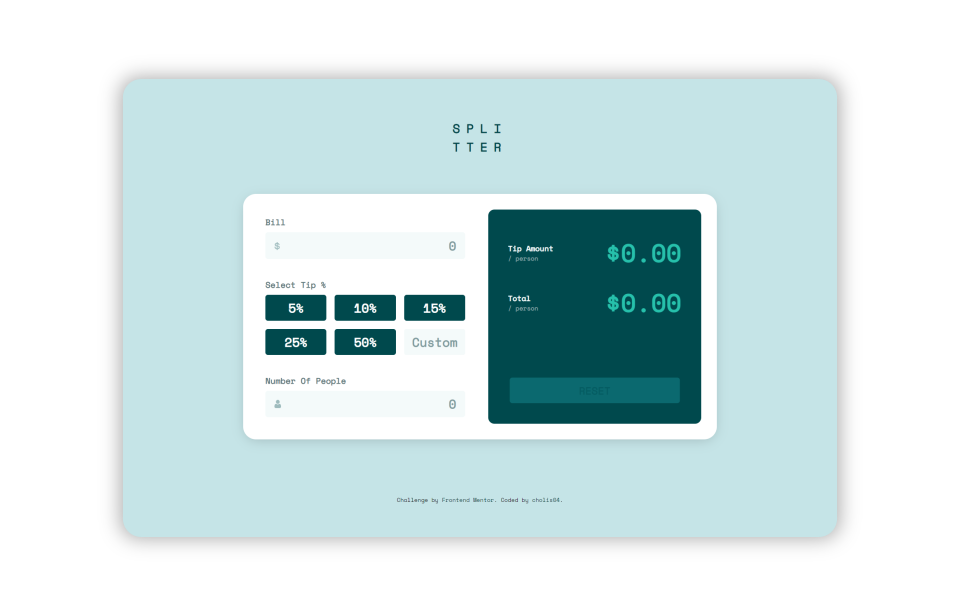 SPLI
TTER
Bill
$ 0
Select Tip %
5% 10% 15%
25% 50% Custom
Number Of People
0
Tip Amount
/ person
$0.00
Total
/ person
$0.00
RESET
Challenge by Frontend Mentor. Coded by cholis04.